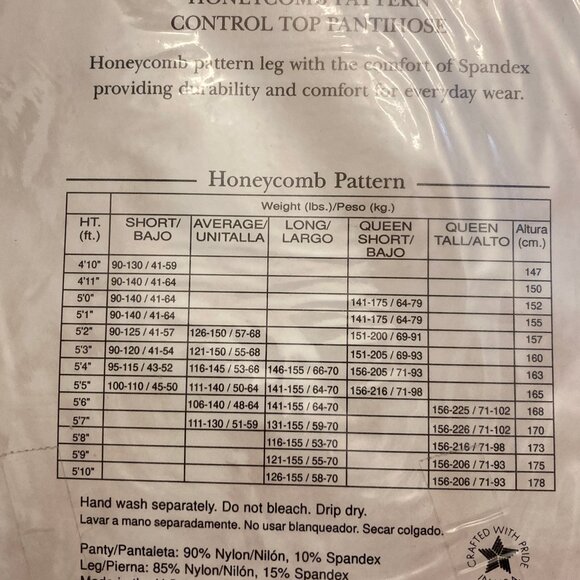 HONEYCOMB PATTERN
CONTROL TOP PANTIHOSE
Honeycomb pattern leg with the comfort of Spandex
providing durability and comfort for everyday wear.
Honeycomb Pattern
Weight (lbs.)/Peso (kg.)
HT. (ft.) SHORT/ BAJO AVERAGE/ UNITALLA LONG/ LARGO QUEEN SHORT/ BAJO QUEEN TALL/ALTO Altura (cm.)
4'10" 90-130 / 41-59 147
4'11" 90-140 / 41-64 150
5'0" 90-140 / 41-64 141-175 / 64-79 152
5'1" 90-140 / 41-64 141-175 / 64-79 155
5'2" 90-125 / 41-57 126-150 / 57-68 151-200 / 69-91 157
5'3" 90-120 / 41-54 121-150 / 55-68 151-205 / 69-93 160
5'4" 95-115 / 43-52 116-145 / 53-66 146-155 / 66-70 156-205 / 71-93 163
5'5" 100-110 / 45-50 111-140 / 50-64 141-155 / 64-70 156-216 / 71-98 165
5'6" 106-140 / 48-64 141-155 / 64-70 156-225 / 71-102 168
5'7" 111-130 / 51-59 131-155 / 59-70 156-226 / 71-102 170
5'8" 116-155 / 53-70 156-216 / 71-98 173
5'9" 121-155 / 55-70 156-206 / 71-93 175
5'10" 126-155 / 58-70 156-206 / 71-93 178
Hand wash separately. Do not bleach. Drip dry.
Lavar a mano separadamente. No usar blanqueador. Secar colgado.
Panty/Pantaleta: 90% Nylon/Nilón, 10% Spandex
Leg/Pierna: 85% Nylon/Nilón, 15% Spandex
Made in the
CRAFTED WITH PRIDE